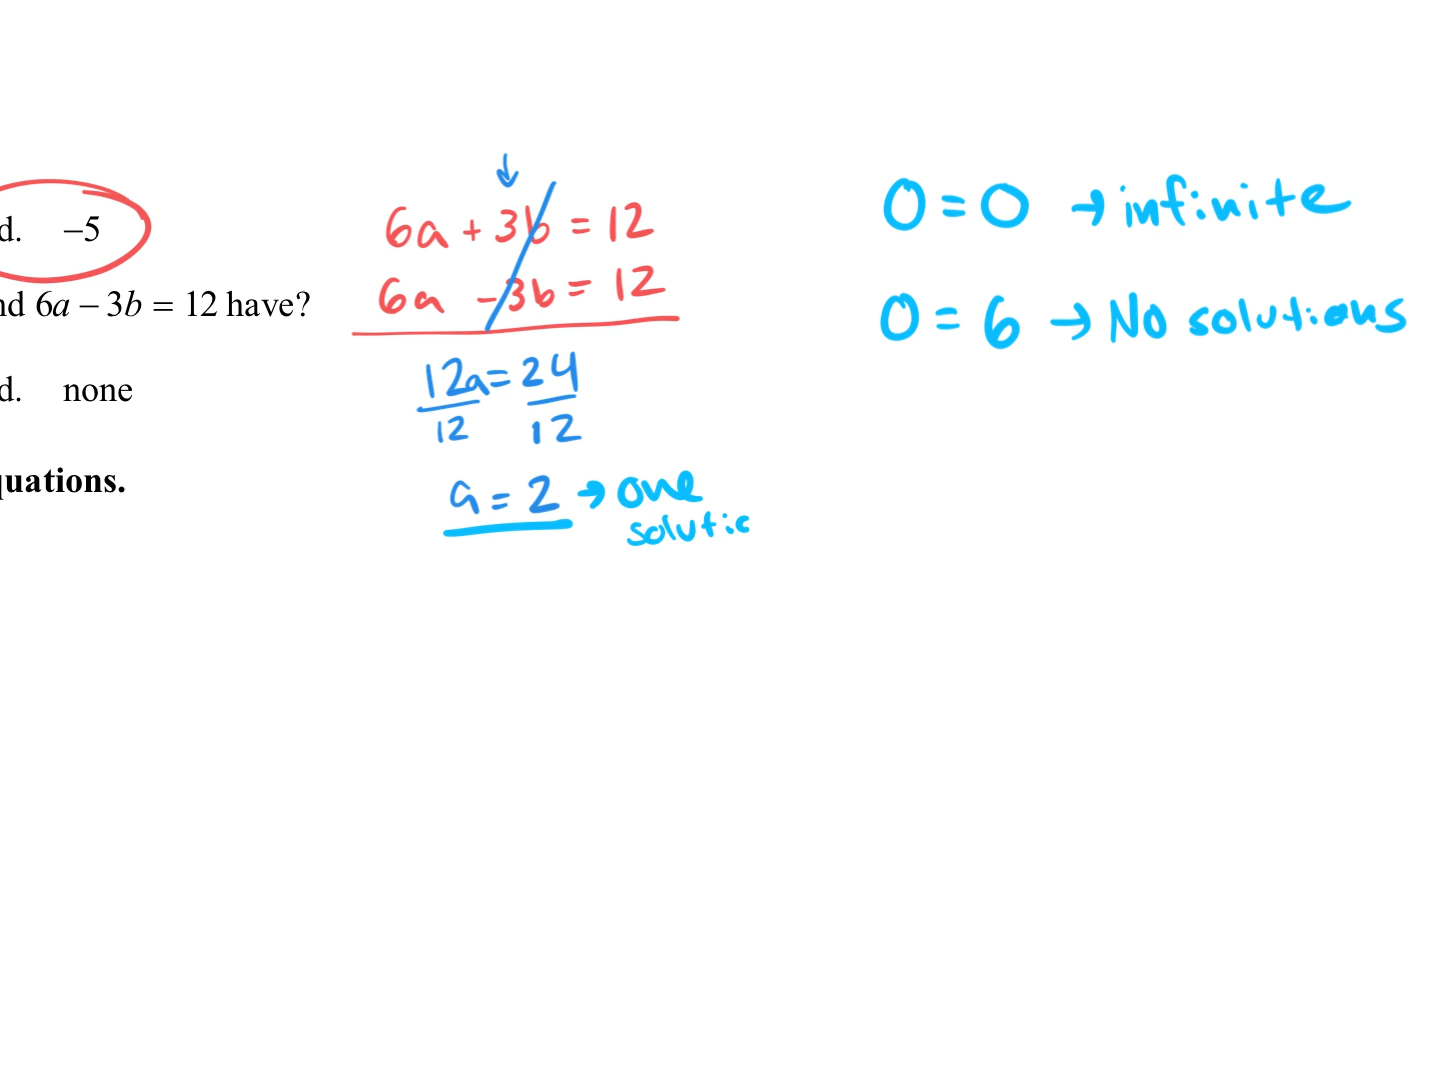 d. −5
nd 6a − 3b = 12 have?
d. none
quations.
6a + 3b = 12
6a − 3b = 12
12a = 24
12 12
a = 2 → one
solutio
0 = 0 → infinite
0 = 6 → No solutions